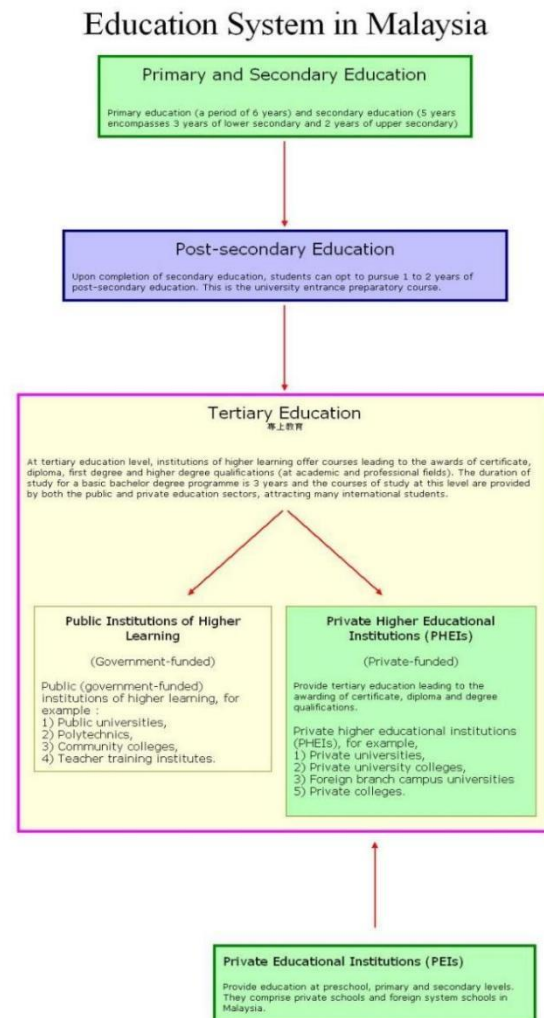 Education System in Malaysia
Primary and Secondary Education
Primary education (a period of 6 years) and secondary education (5 years
encompasses 3 years of lower secondary and 2 years of upper secondary)
Post-secondary Education
Upon completion of secondary education, students can opt to pursue 1 to 2 years of
post-secondary education. This is the university entrance preparatory course.
Tertiary Education
專上教育
At tertiary education level, institutions of higher learning offer courses leading to the awards of certificate,
diploma, first degree and higher degree qualifications (at academic and professional fields). The duration of
study for a basic bachelor degree programme is 3 years and the courses of study at this level are provided
by both the public and private education sectors, attracting many international students.
Public Institutions of Higher
Learning
(Government-funded)
Public (government-funded)
institutions of higher learning, for
example :
1) Public universities,
2) Polytechnics,
3) Community colleges,
4) Teacher training institutes.
Private Higher Educational
Institutions (PHEIs)
(Private-funded)
Provide tertiary education leading to the
awarding of certificate, diploma and degree
qualifications.
Private higher educational institutions
(PHEIs), for example,
1) Private universities,
2) Private university colleges,
3) Foreign branch campus universities
5) Private colleges.
Private Educational Institutions (PEIs)
Provide education at preschool, primary and secondary levels.
They comprise private schools and foreign system schools in
Malaysia.